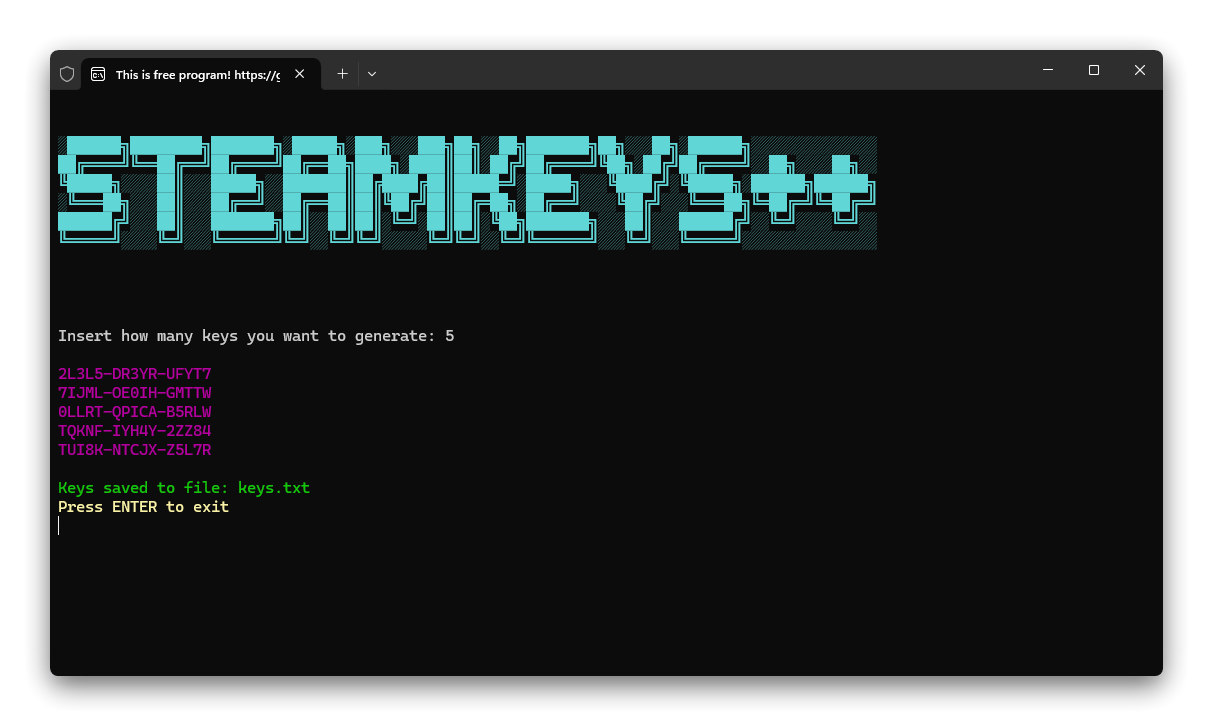 This is free program! https://g
STEAMKEYS++
Insert how many keys you want to generate: 5
2L3L5-DR3YR-UFYT7
7IJML-OE0IH-GMTTW
0LLRT-QPICA-B5RLW
TQKNF-IYH4Y-2ZZ84
TUI8K-NTCJX-Z5L7R
Keys saved to file: keys.txt
Press ENTER to exit